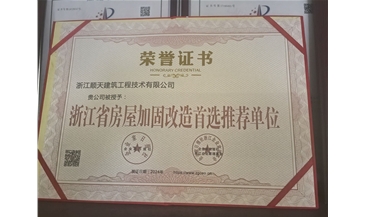 荣誉证书
HONORARY CREDENTIAL
浙江顺天建筑工程技术有限公司
贵公司被授予：
浙江省房屋加固改造首选推荐单位